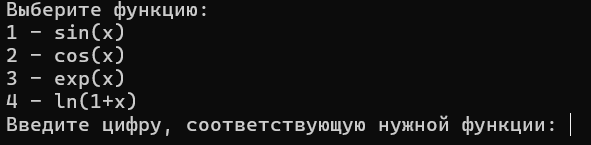 Выберите функцию:
1 - sin(x)
2 - cos(x)
3 - exp(x)
4 - ln(1+x)
Введите цифру, соответствующую нужной функции: